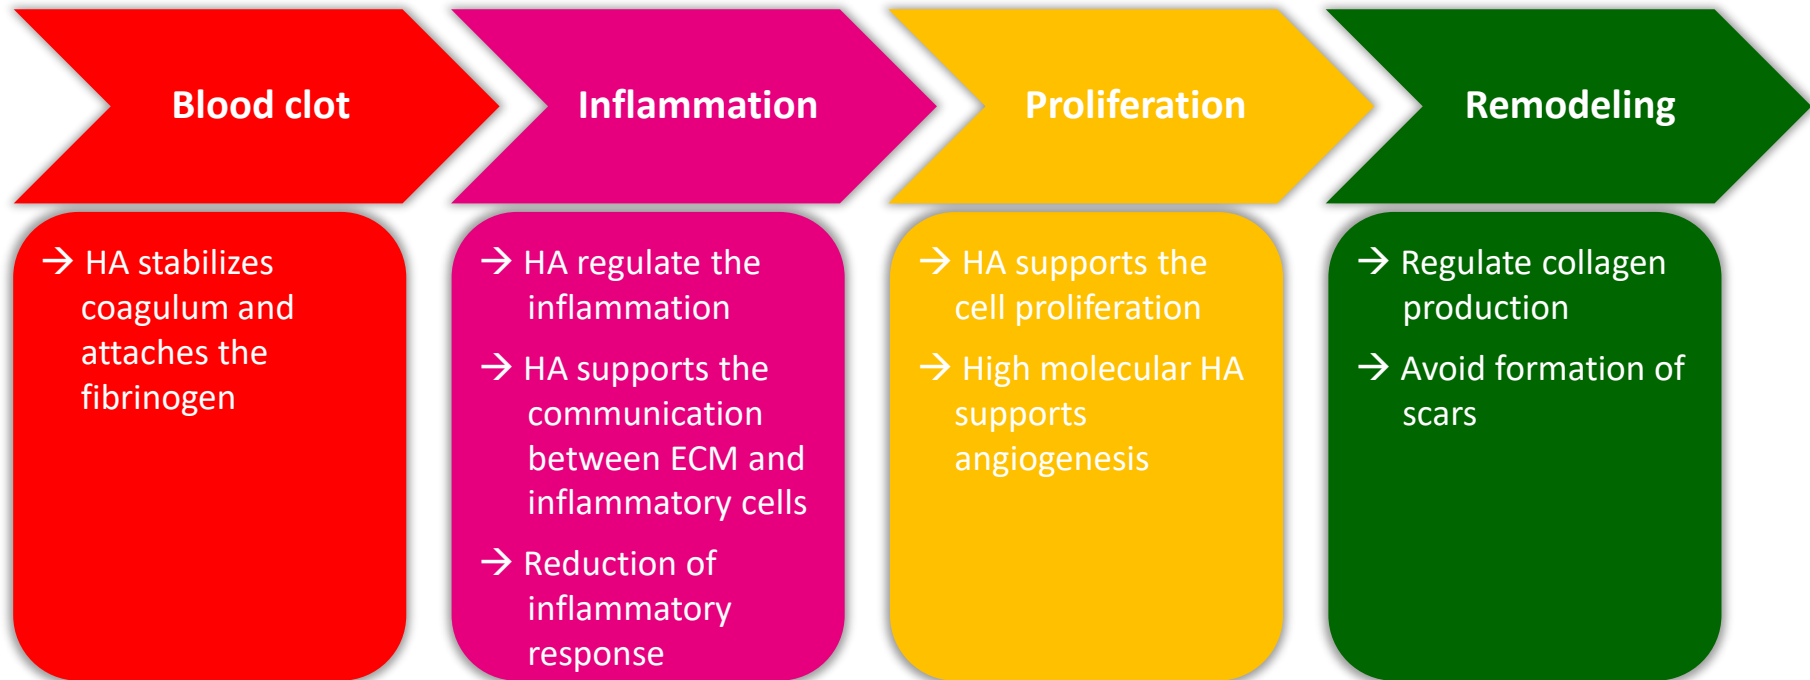 Blood clot
→ HA stabilizes
coagulum and
attaches the
fibrinogen
Inflammation
→ HA regulate the
inflammation
→ HA supports the
communication
between ECM and
inflammatory cells
→ Reduction of
inflammatory
response
Proliferation
→ HA supports the
cell proliferation
→ High molecular HA
supports
angiogenesis
Remodeling
→ Regulate collagen
production
→ Avoid formation of
scars